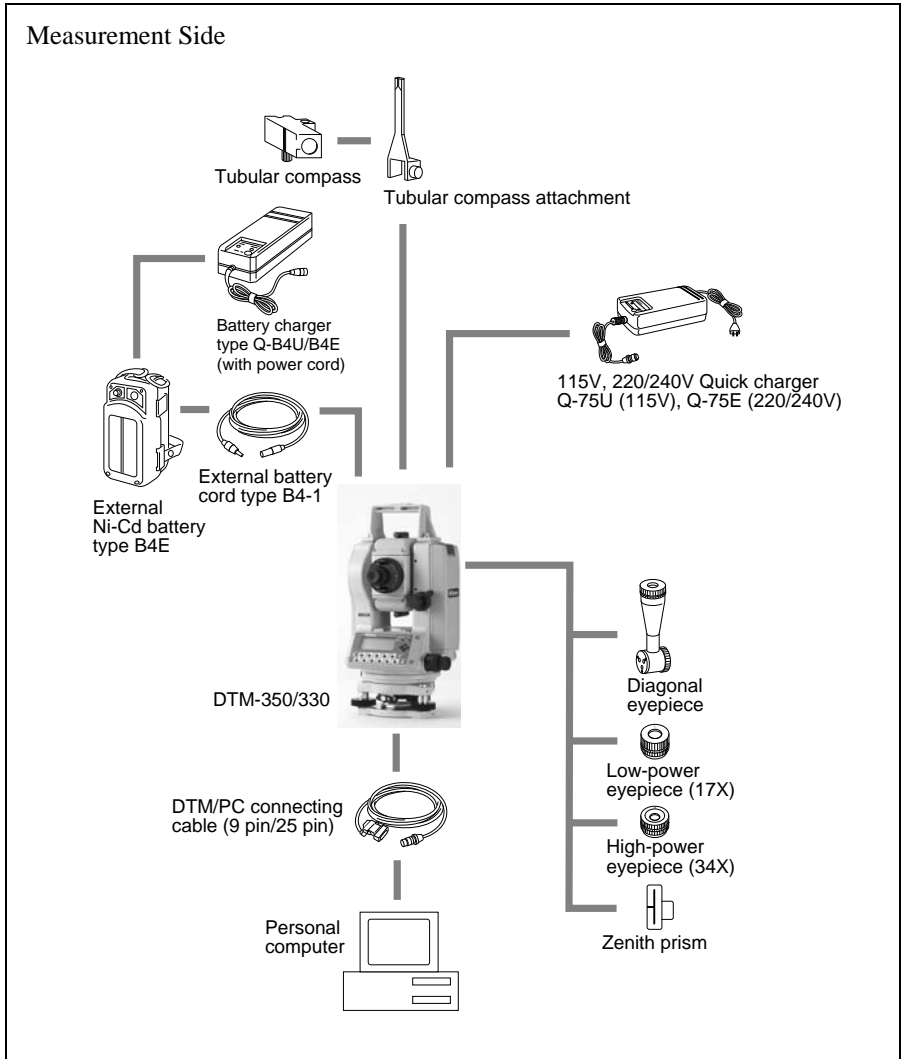 Measurement Side
Tubular compass
Tubular compass attachment
Battery charger
type Q-B4U/B4E
(with power cord)
115V, 220/240V Quick charger
Q-75U (115V), Q-75E (220/240V)
External battery
cord type B4-1
External
Ni-Cd battery
type B4E
DTM-350/330
Diagonal
eyepiece
Low-power
eyepiece (17X)
High-power
eyepiece (34X)
Zenith prism
DTM/PC connecting
cable (9 pin/25 pin)
Personal
computer